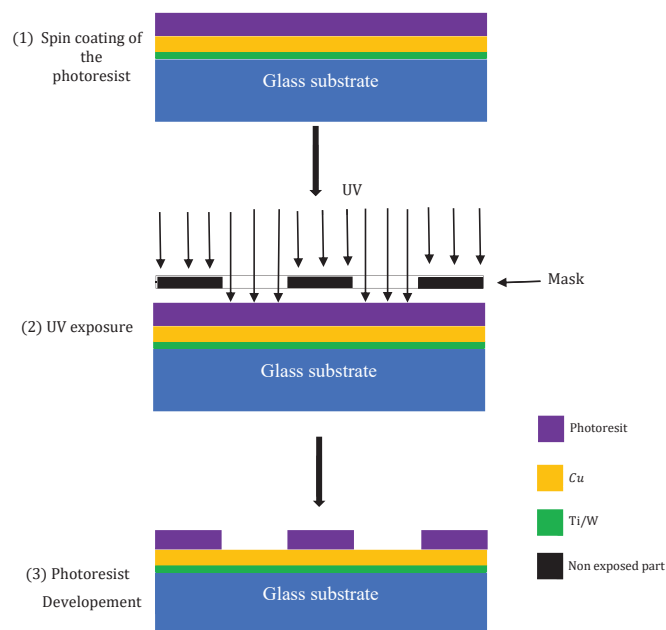 (1) Spin coating of
the
photoresist
Glass substrate
UV
Mask
(2) UV exposure
Glass substrate
Photoresit
Cu
Ti/W
Non exposed part
(3) Photoresist
Developement
Glass substrate